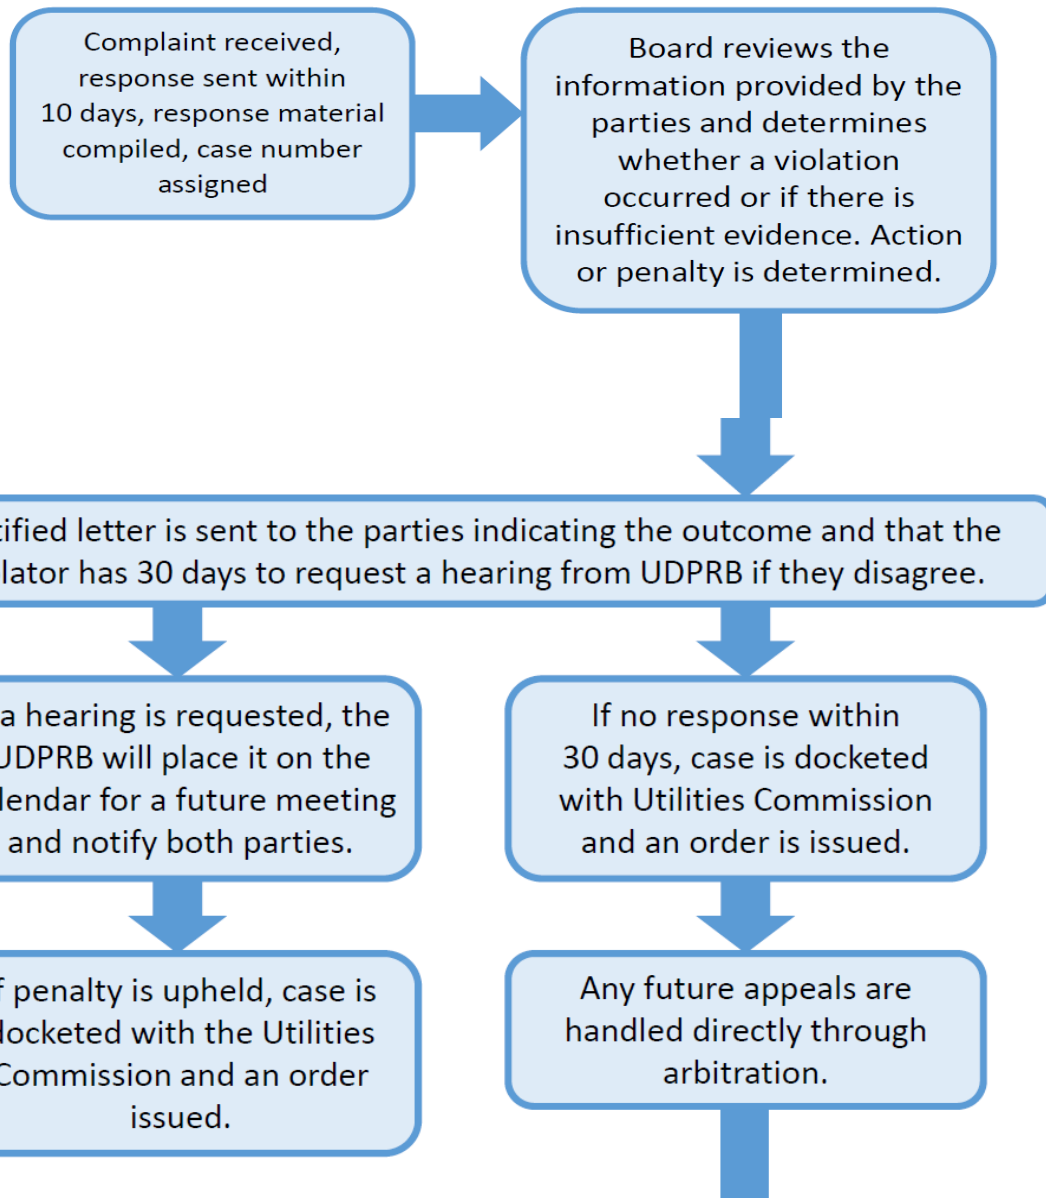 Complaint received,
response sent within
10 days, response material
compiled, case number
assigned
Board reviews the
information provided by the
parties and determines
whether a violation
occurred or if there is
insufficient evidence. Action
or penalty is determined.
tified letter is sent to the parties indicating the outcome and that the
lator has 30 days to request a hearing from UDPRB if they disagree.
a hearing is requested, the
UDPRB will place it on the
lendar for a future meeting
and notify both parties.
If no response within
30 days, case is docketed
with Utilities Commission
and an order is issued.
f penalty is upheld, case is
docketed with the Utilities
Commission and an order
issued.
Any future appeals are
handled directly through
arbitration.